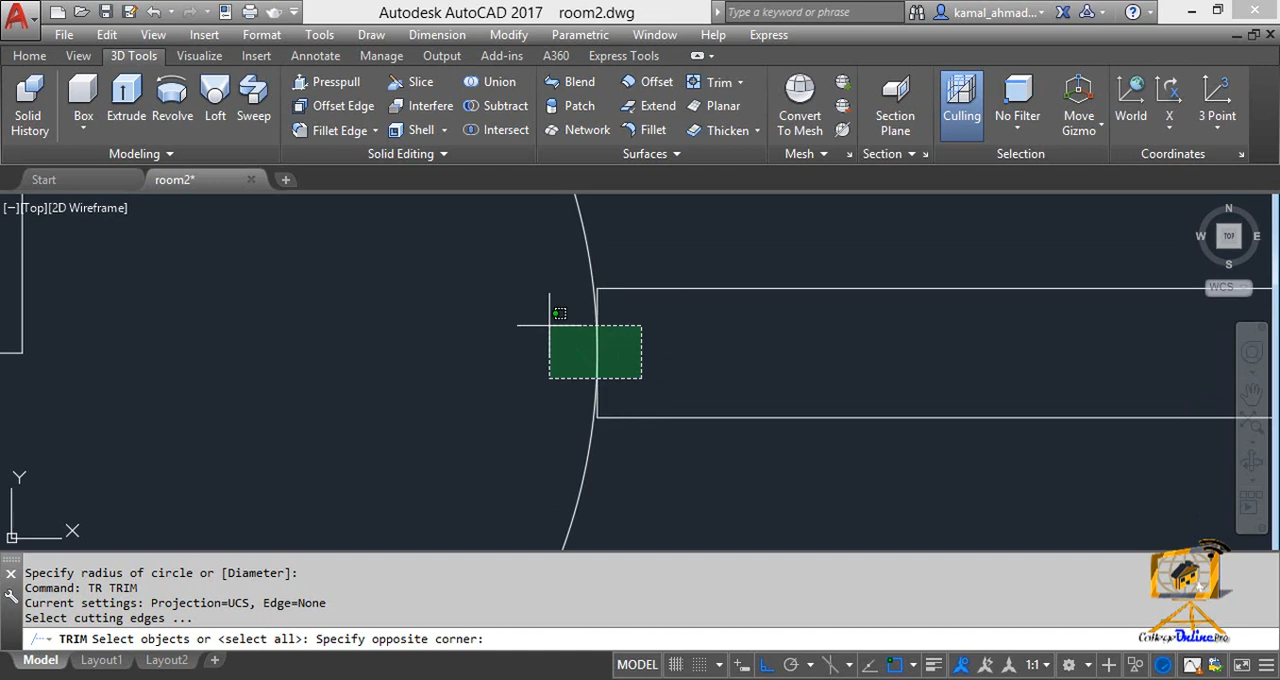 Autodesk AutoCAD 2017 room2.dwg
Type a keyword or phrase
kamal_ahmad...
File Edit View Insert Format Tools Draw Dimension Modify Parametric Window Help Express
Home View 3D Tools Visualize Insert Annotate Manage Output Add-ins A360 Express Tools
Solid History
Box
Extrude
Revolve
Loft
Sweep
Modeling
Presspull
Offset Edge
Fillet Edge
Slice
Interfere
Shell
Union
Subtract
Intersect
Solid Editing
Blend
Patch
Network
Offset
Extend
Fillet
Trim
Planar
Thicken
Surfaces
Convert To Mesh
Mesh
Section Plane
Section
Culling
No Filter
Move Gizmo
Selection
World
X
3 Point
Coordinates
Start
room2*
[−][Top][2D Wireframe]
N
W TOP E
S
WCS
Y
X
Specify radius of circle or [Diameter]:
Command: TR TRIM
Current settings: Projection=UCS, Edge=None
Select cutting edges ...
TRIM Select objects or <select all>: Specify opposite corner:
College Online Pro
Model Layout1 Layout2 +
MODEL
1:1